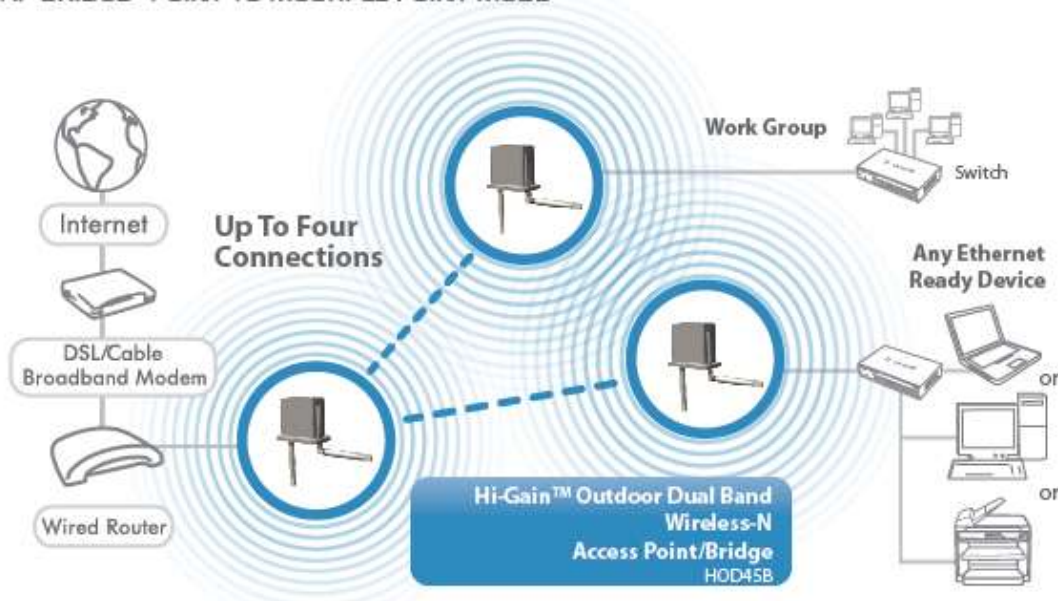 Internet
DSL/Cable
Broadband Modem
Wired Router
Up To Four
Connections
Work Group
Switch
Any Ethernet
Ready Device
or
or
Hi-Gain™ Outdoor Dual Band
Wireless-N
Access Point/Bridge
HOD45B